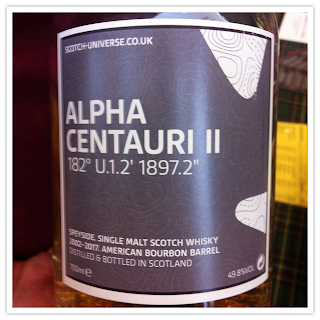 SCOTCH-UNIVERSE.CO.UK
ALPHA
CENTAURI II
182° U.1.2' 1897.2"
SPEYSIDE. SINGLE MALT SCOTCH WHISKY
2002-2017. AMERICAN BOURBON BARREL
DISTILLED & BOTTLED IN SCOTLAND
700ml℮
49.8%VOL